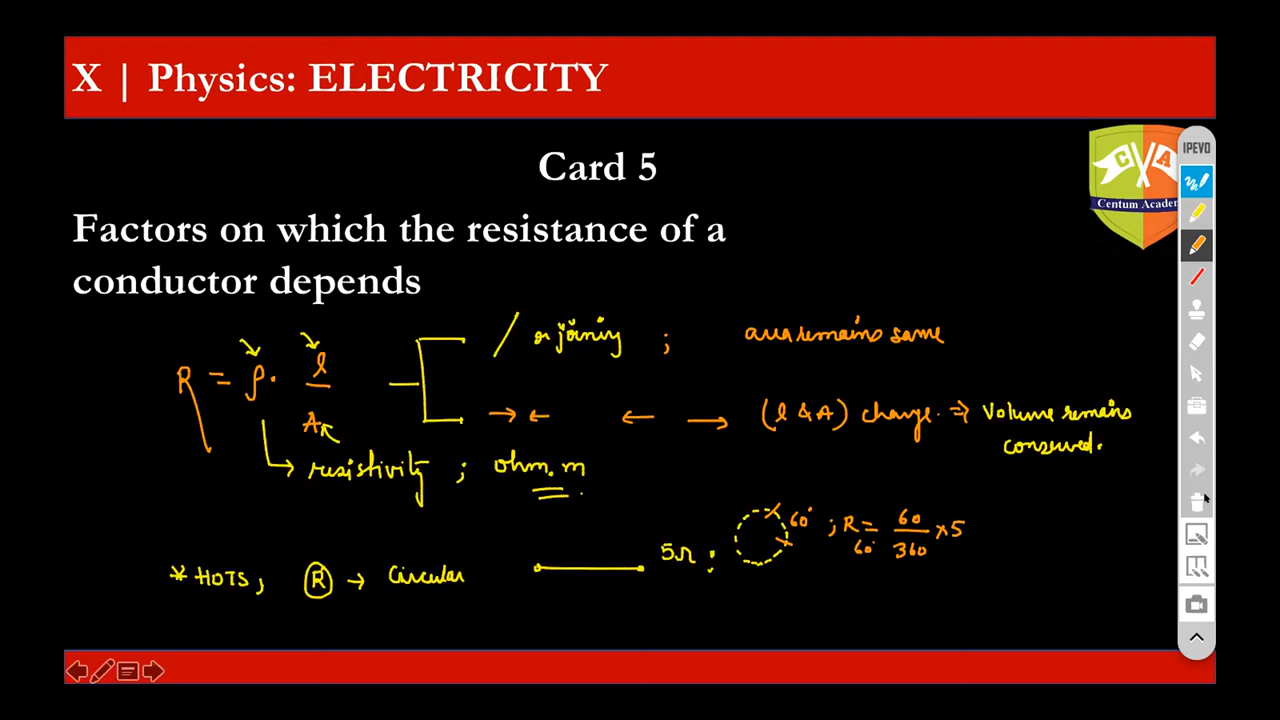 X | Physics: ELECTRICITY
IPEVO
C A
Centum Academ
Card 5
Factors on which the resistance of a
conductor depends
/ or joining ; area remains same
R = ρ. l
A
→ ← ← → (l & A) change. ⇒ Volume remains
conserved.
→ resistivity ; ohm.m
5Ω : 60° ; R 60° = 60/360 × 5
* HOTS ; R → Circular